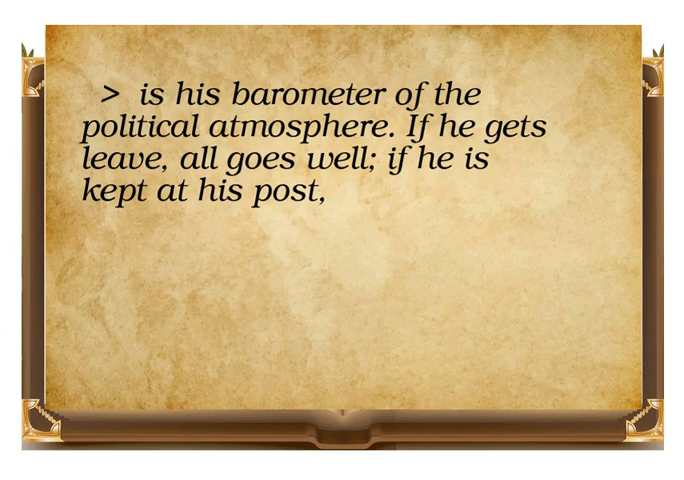 > is his barometer of the
political atmosphere. If he gets
leave, all goes well; if he is
kept at his post,